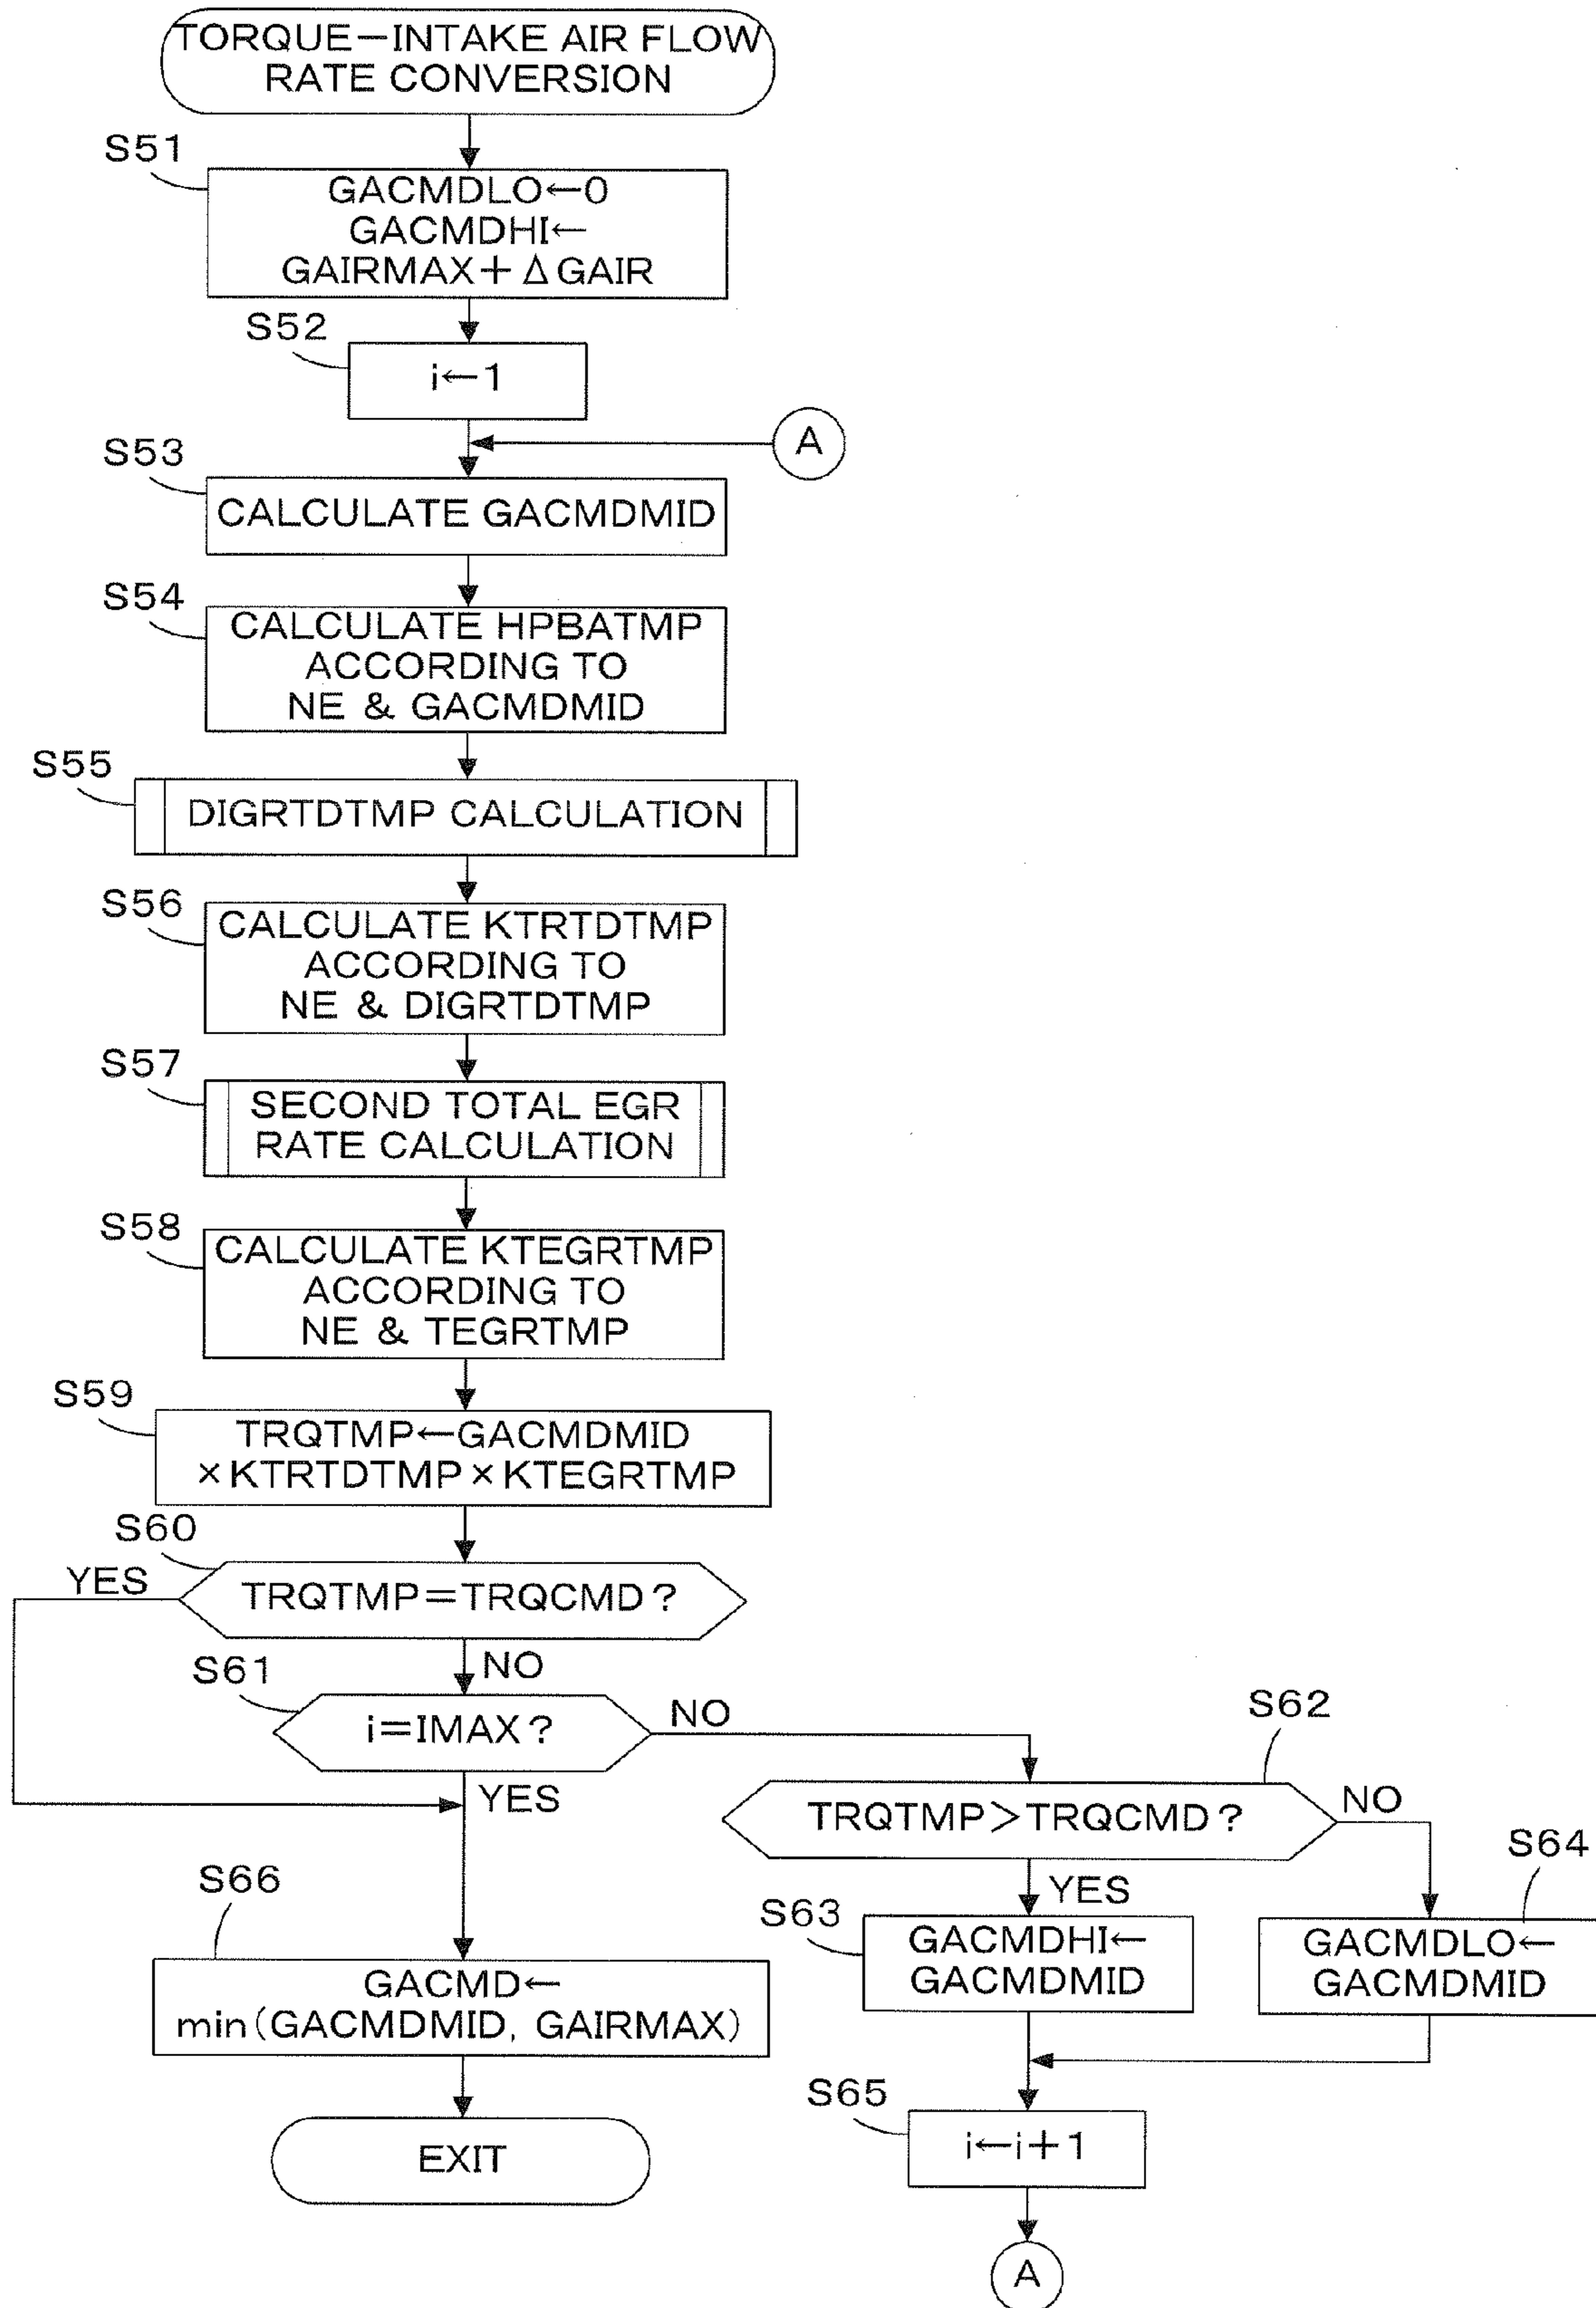 TORQUE−INTAKE AIR FLOW
RATE CONVERSION
S51
GACMDLO←0
GACMDHI←
GAIRMAX+ΔGAIR
S52
i←1
A
S53
CALCULATE GACMDMID
S54
CALCULATE HPBATMP
ACCORDING TO
NE & GACMDMID
S55
DIGRTDTMP CALCULATION
S56
CALCULATE KTRTDTMP
ACCORDING TO
NE & DIGRTDTMP
S57
SECOND TOTAL EGR
RATE CALCULATION
S58
CALCULATE KTEGRTMP
ACCORDING TO
NE & TEGRTMP
S59
TRQTMP←GACMDMID
×KTRTDTMP×KTEGRTMP
S60
YES
TRQTMP=TRQCMD?
NO
S61
i=IMAX?
NO
YES
S62
TRQTMP>TRQCMD?
NO
YES
S63
GACMDHI←
GACMDMID
S64
GACMDLO←
GACMDMID
S66
GACMD←
min(GACMDMID, GAIRMAX)
S65
i←i+1
EXIT
A